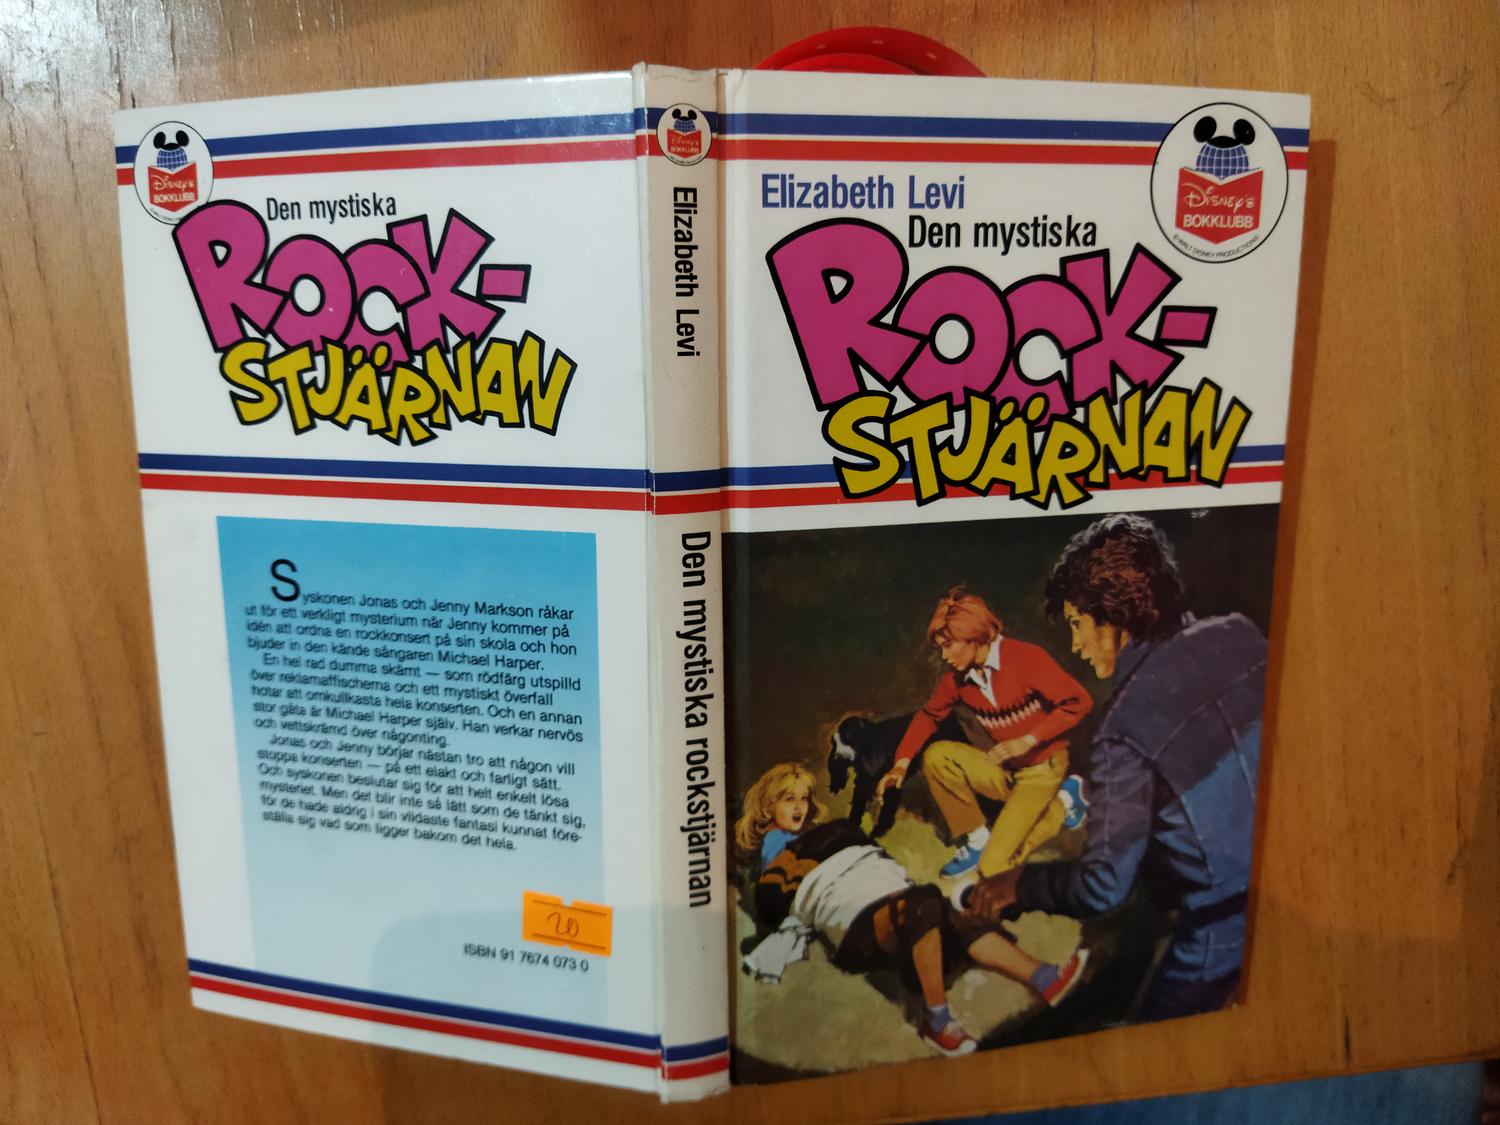 Disney's
BOKKLUBB
Den mystiska
ROCK-
STJÄRNAN
Syskonen Jonas och Jenny Markson råkar
ut för ett verkligt mysterium när Jenny kommer på
idén att ordna en rockkonsert på sin skola och hon
bjuder in den kände sångaren Michael Harper.
En hel rad dumma skämt — som rödfärg utspilld
över reklamaffischerna och ett mystiskt överfall
hotar att omkullkasta hela konserten. Och en annan
stor gåta är Michael Harper själv. Han verkar nervös
och vettskrämd över någonting.
Jonas och Jenny börjar nästan tro att någon vill
stoppa konserten — på ett elakt och farligt sätt.
Och syskonen beslutar sig för att helt enkelt lösa
mysteriet. Men det blir inte så lätt som de tänkt sig,
för de hade aldrig i sin vildaste fantasi kunnat före-
ställa sig vad som ligger bakom det hela.
20
ISBN 91 7674 073 0
Disney's
BOKKLUBB
Elizabeth Levi
Den mystiska rockstjärnan
Elizabeth Levi
Den mystiska
ROCK-
STJÄRNAN
Disney's
BOKKLUBB
© WALT DISNEY PRODUCTIONS